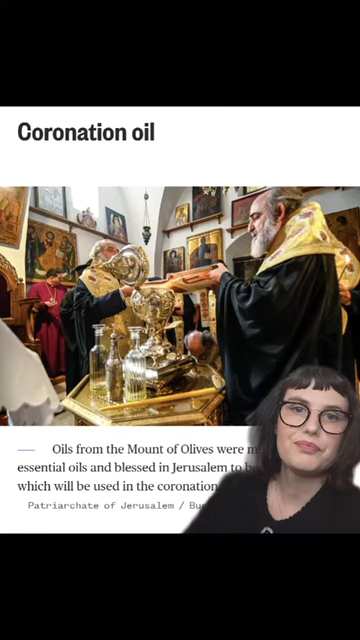 Coronation oil
Oils from the Mount of Olives were
essential oils and blessed in Jerusalem to
which will be used in the coronation
Patriarchate of Jerusalem /